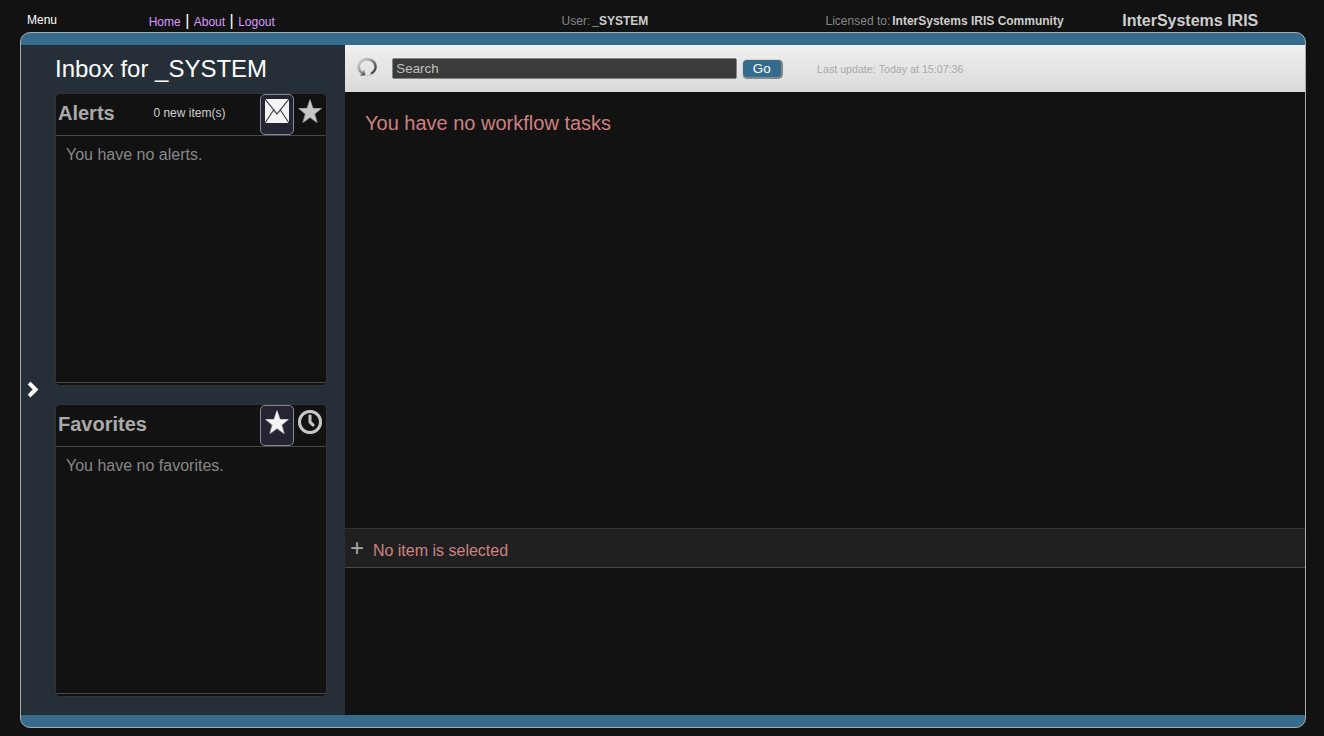 Menu Home | About | Logout User: _SYSTEM Licensed to: InterSystems IRIS Community InterSystems IRIS
Inbox for _SYSTEM
Search Go Last update: Today at 15:07:36
Alerts 0 new item(s)
You have no alerts.
You have no workflow tasks
Favorites
You have no favorites.
+ No item is selected